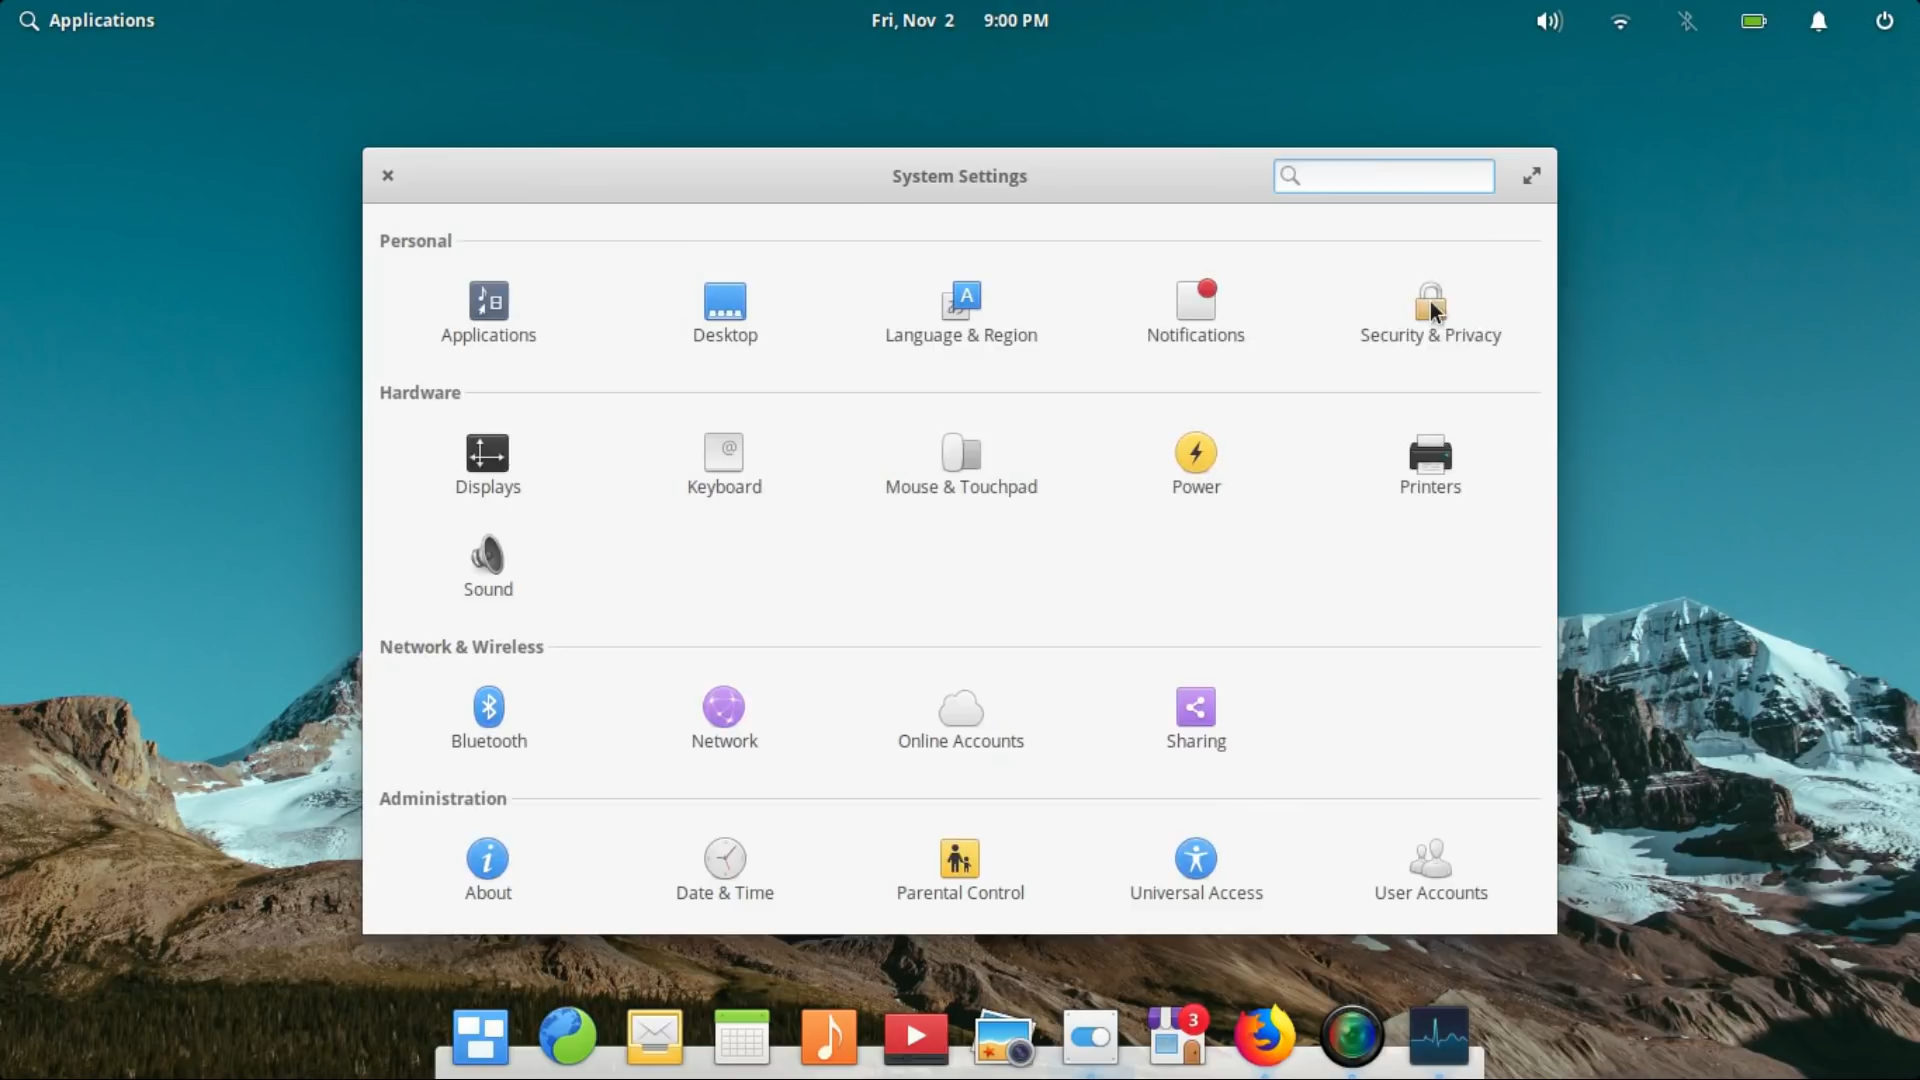 Applications
Fri, Nov 2 9:00 PM
System Settings
Personal
Applications
Desktop
Language & Region
Notifications
Security & Privacy
Hardware
Displays
Keyboard
Mouse & Touchpad
Power
Printers
Sound
Network & Wireless
Bluetooth
Network
Online Accounts
Sharing
Administration
About
Date & Time
Parental Control
Universal Access
User Accounts
3